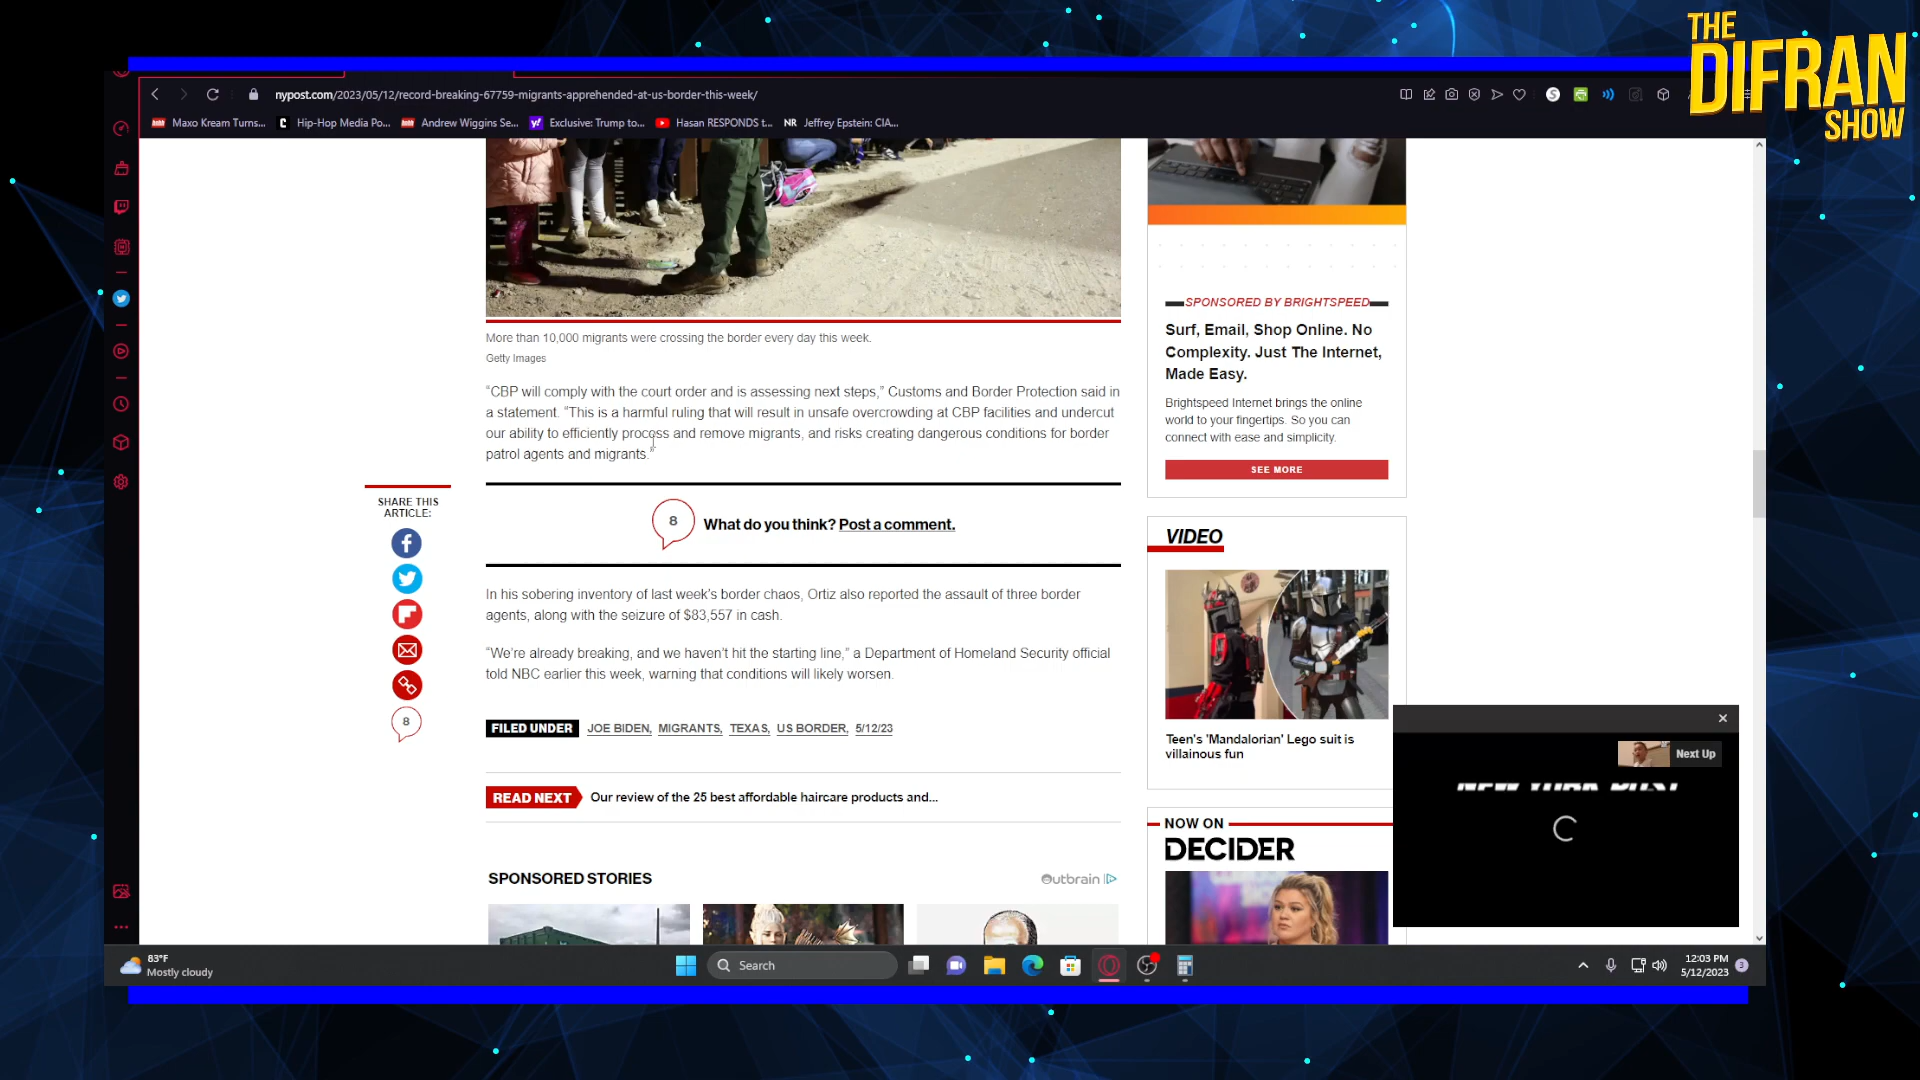 THE
DIFRAN
SHOW
nypost.com/2023/05/12/record-breaking-67759-migrants-apprehended-at-us-border-this-week/
Maxo Kream Turns... Hip-Hop Media Po... Andrew Wiggins Se... Exclusive: Trump to... Hasan RESPONDS t... NR Jeffrey Epstein: CIA...
More than 10,000 migrants were crossing the border every day this week.
Getty Images
“CBP will comply with the court order and is assessing next steps,” Customs and Border Protection said in
a statement. “This is a harmful ruling that will result in unsafe overcrowding at CBP facilities and undercut
our ability to efficiently process and remove migrants, and risks creating dangerous conditions for border
patrol agents and migrants.”
SHARE THIS
ARTICLE:
8
8 What do you think? Post a comment.
In his sobering inventory of last week’s border chaos, Ortiz also reported the assault of three border
agents, along with the seizure of $83,557 in cash.
“We’re already breaking, and we haven’t hit the starting line,” a Department of Homeland Security official
told NBC earlier this week, warning that conditions will likely worsen.
FILED UNDER JOE BIDEN, MIGRANTS, TEXAS, US BORDER, 5/12/23
READ NEXT Our review of the 25 best affordable haircare products and...
SPONSORED STORIES
Outbrain
SPONSORED BY BRIGHTSPEED
Surf, Email, Shop Online. No
Complexity. Just The Internet,
Made Easy.
Brightspeed Internet brings the online
world to your fingertips. So you can
connect with ease and simplicity.
SEE MORE
VIDEO
Teen's 'Mandalorian' Lego suit is
villainous fun
NOW ON
DECIDER
Next Up
NEW YORK POST
83°F
Mostly cloudy
Search
12:03 PM
5/12/2023
3